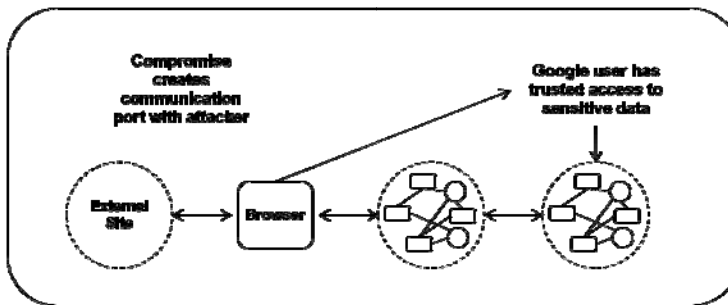 Compromise
creates
communication
port with attacker
Google user has
trusted access to
sensitive data
External
Site
Browser